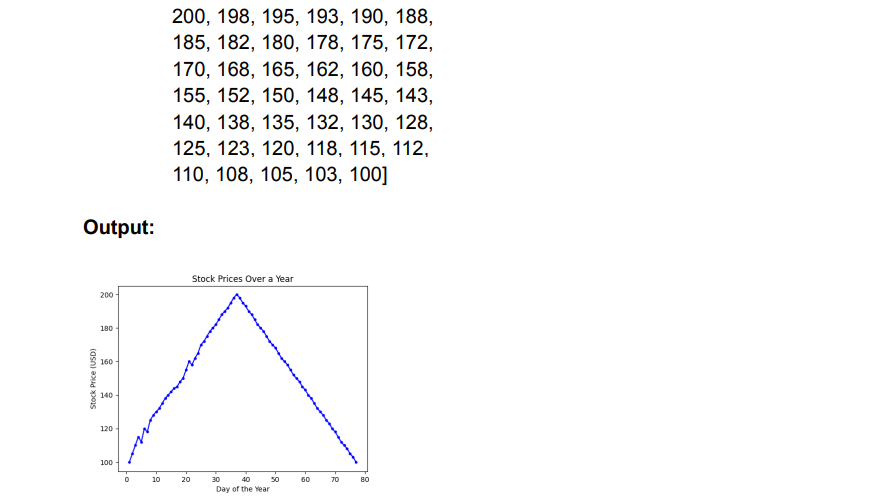 200, 198, 195, 193, 190, 188,
185, 182, 180, 178, 175, 172,
170, 168, 165, 162, 160, 158,
155, 152, 150, 148, 145, 143,
140, 138, 135, 132, 130, 128,
125, 123, 120, 118, 115, 112,
110, 108, 105, 103, 100]
Output:
Stock Prices Over a Year
Stock Price (USD)
200
180
160
140
120
100
0 10 20 30 40 50 60 70 80
Day of the Year